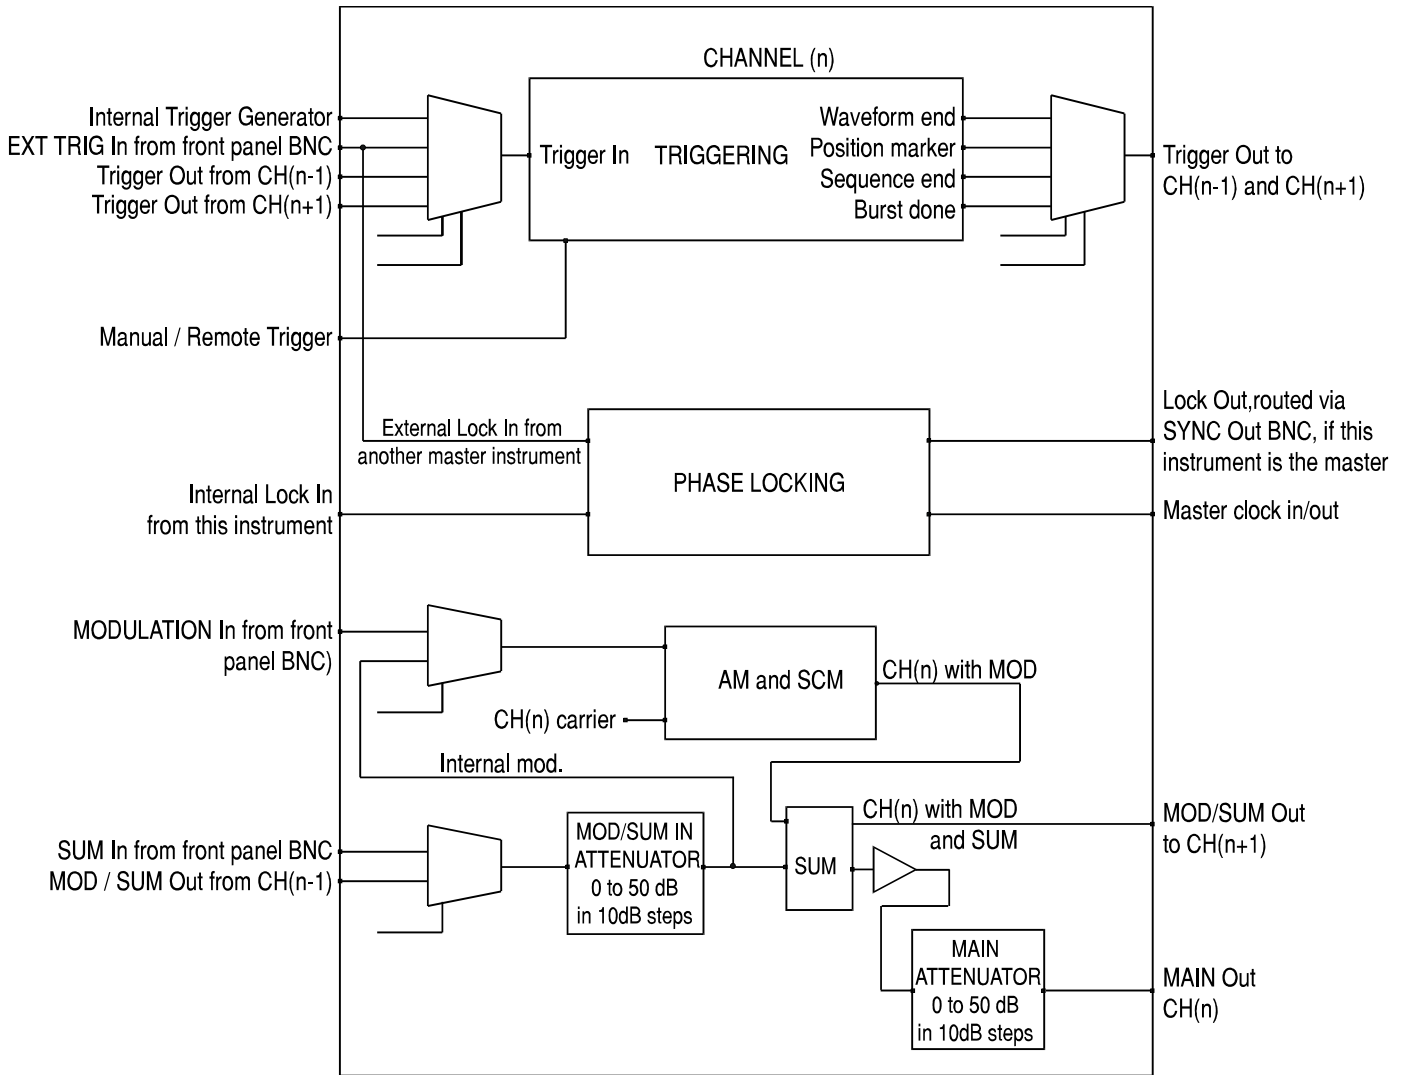 CHANNEL (n)
Internal Trigger Generator
EXT TRIG In from front panel BNC
Trigger Out from CH(n-1)
Trigger Out from CH(n+1)
Trigger In
TRIGGERING
Waveform end
Position marker
Sequence end
Burst done
Trigger Out to
CH(n-1) and CH(n+1)
Manual / Remote Trigger
External Lock In from
another master instrument
Internal Lock In
from this instrument
PHASE LOCKING
Lock Out,routed via
SYNC Out BNC, if this
instrument is the master
Master clock in/out
MODULATION In from front
panel BNC)
AM and SCM
CH(n) with MOD
CH(n) carrier
Internal mod.
SUM In from front panel BNC
MOD / SUM Out from CH(n-1)
MOD/SUM IN
ATTENUATOR
0 to 50 dB
in 10dB steps
SUM
CH(n) with MOD
and SUM
MOD/SUM Out
to CH(n+1)
MAIN
ATTENUATOR
0 to 50 dB
in 10dB steps
MAIN Out
CH(n)